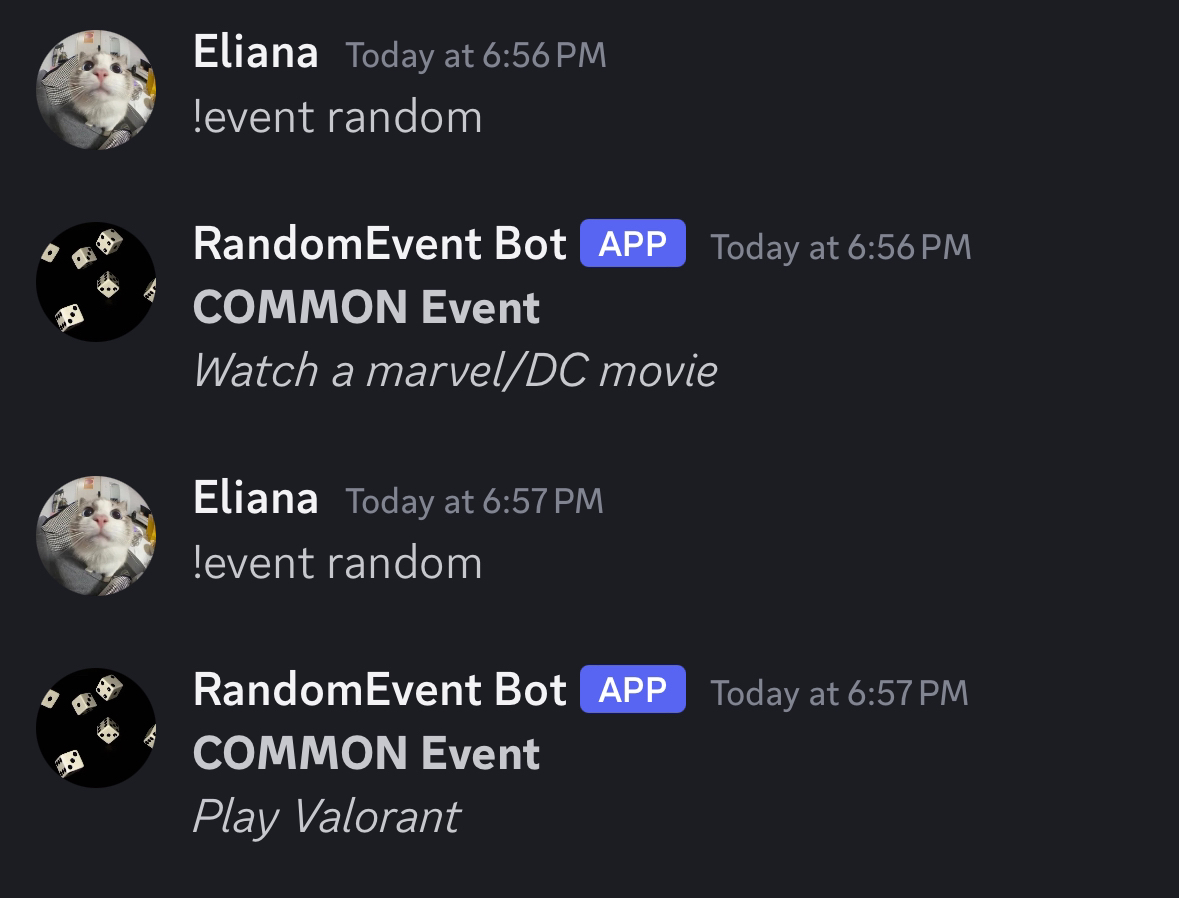 Eliana Today at 6:56 PM
!event random
RandomEvent Bot APP Today at 6:56 PM
COMMON Event
Watch a marvel/DC movie
Eliana Today at 6:57 PM
!event random
RandomEvent Bot APP Today at 6:57 PM
COMMON Event
Play Valorant